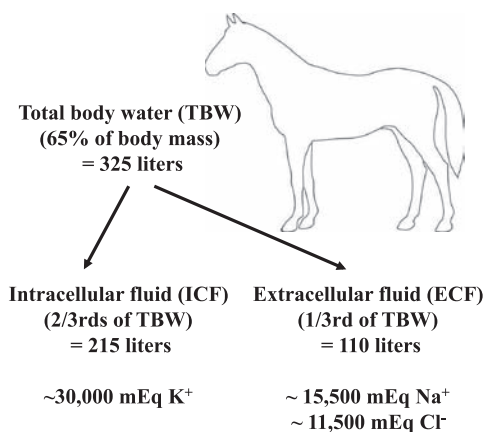 Total body water (TBW)
(65% of body mass)
= 325 liters
Intracellular fluid (ICF)
(2/3rds of TBW)
= 215 liters
~30,000 mEq K⁺
Extracellular fluid (ECF)
(1/3rd of TBW)
= 110 liters
~ 15,500 mEq Na⁺
~ 11,500 mEq Cl⁻